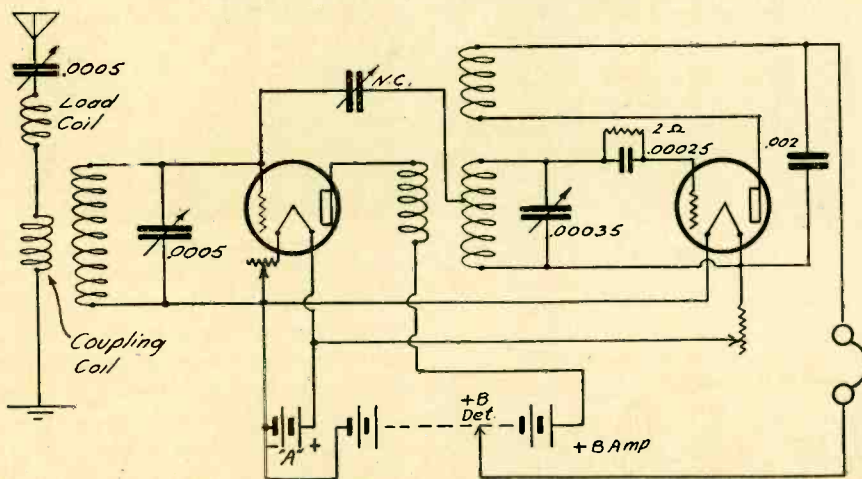 .0005
Load
Coil
N.C.
2 Ω
.00025
.002
.0005
.00035
Coupling
Coil
+B
Det.
- "A" +
+B Amp